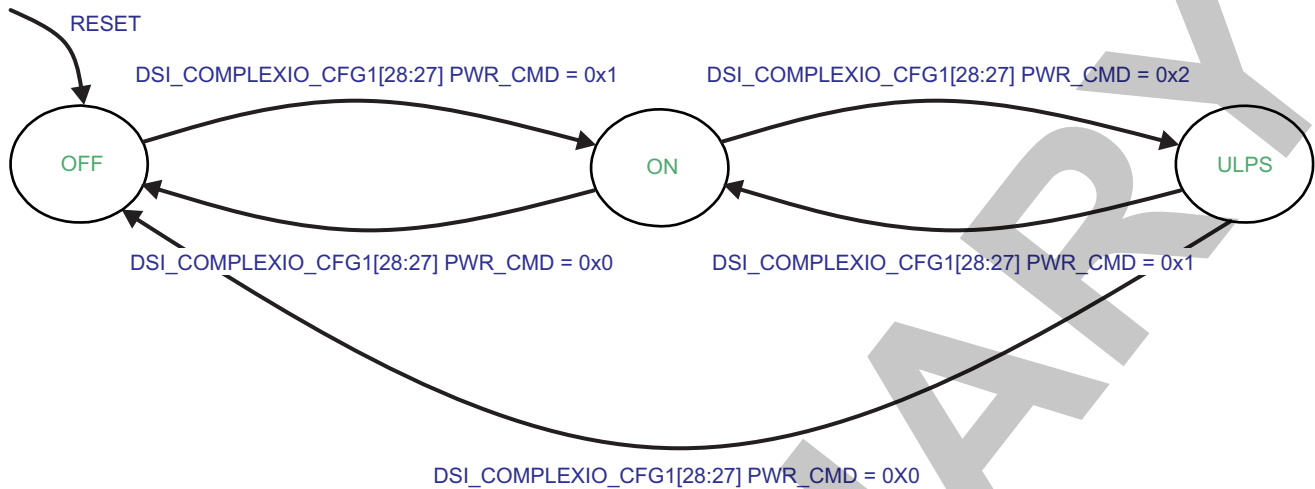 RESET
DSI_COMPLEXIO_CFG1[28:27] PWR_CMD = 0x1
DSI_COMPLEXIO_CFG1[28:27] PWR_CMD = 0x2
OFF
ON
ULPS
DSI_COMPLEXIO_CFG1[28:27] PWR_CMD = 0x0
DSI_COMPLEXIO_CFG1[28:27] PWR_CMD = 0x1
DSI_COMPLEXIO_CFG1[28:27] PWR_CMD = 0X0